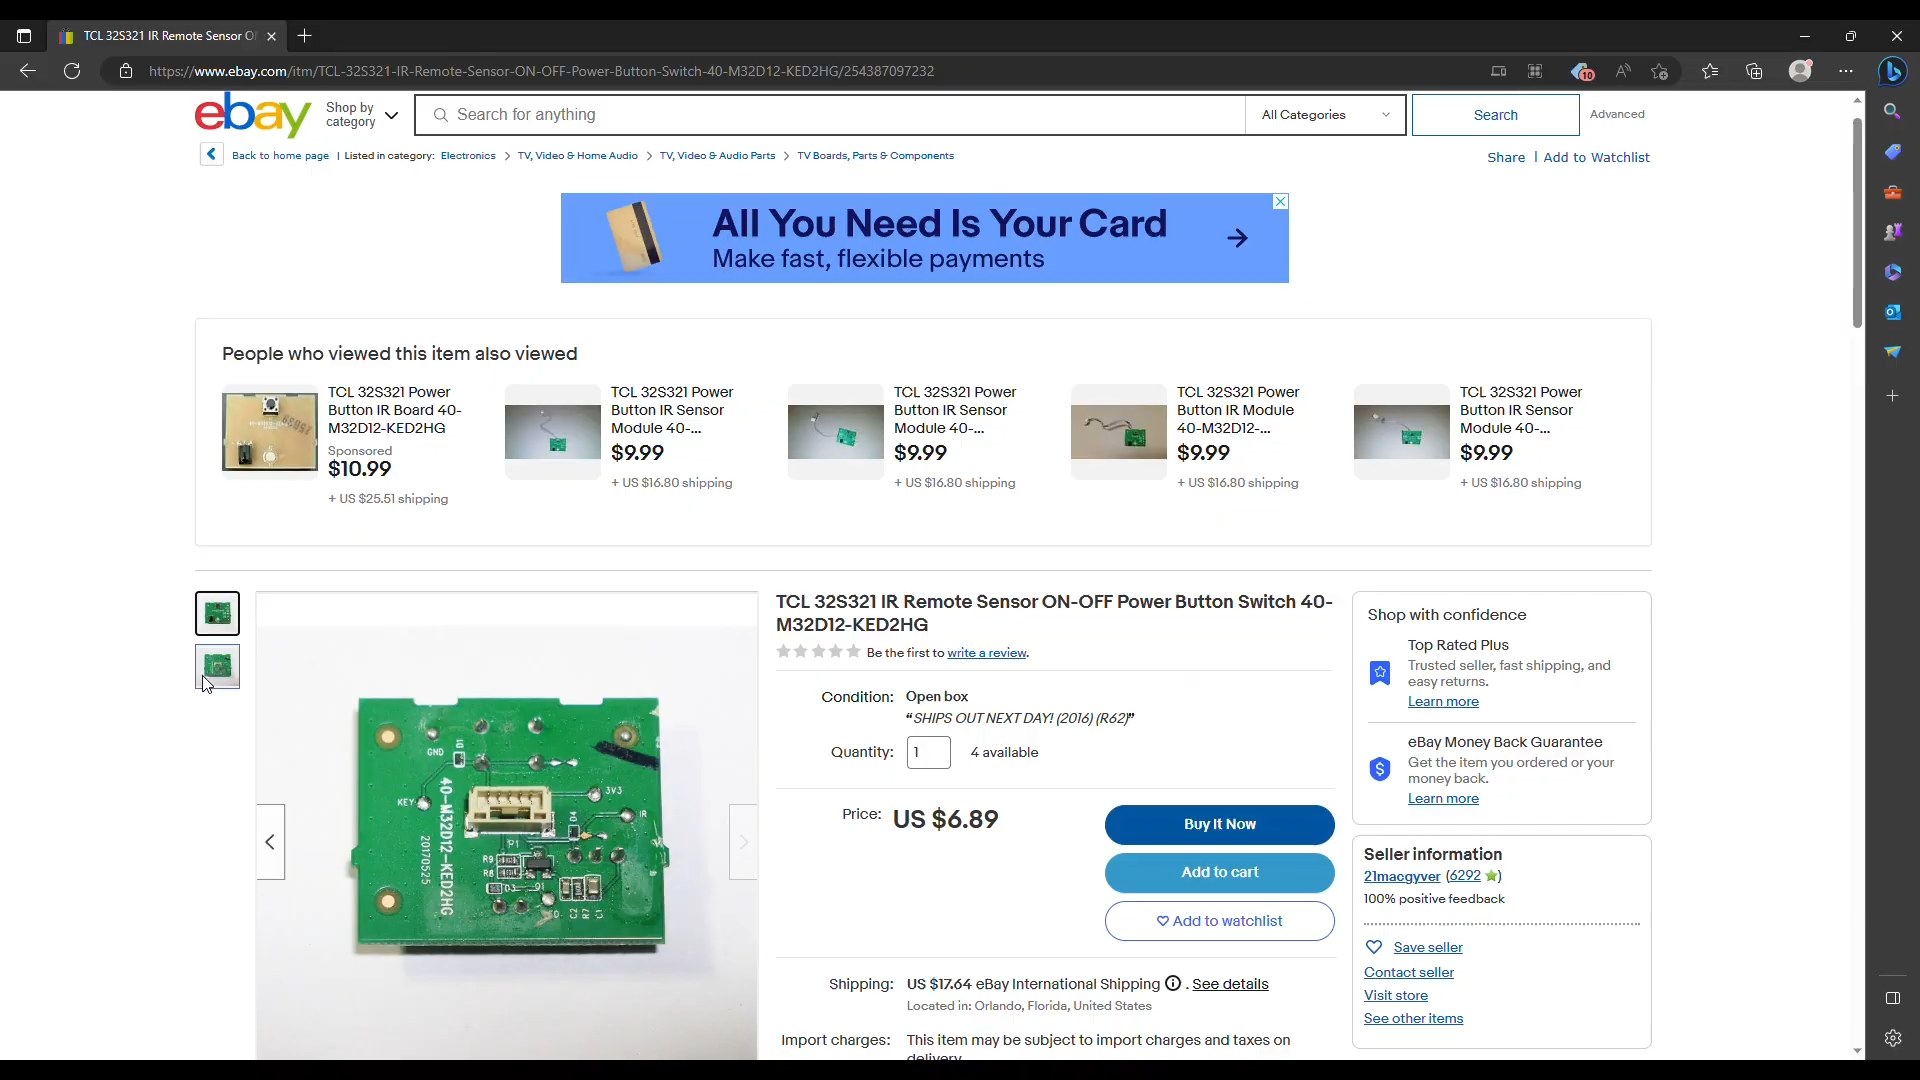 TCL 32S321 IR Remote Sensor O
https://www.ebay.com/itm/TCL-32S321-IR-Remote-Sensor-ON-OFF-Power-Button-Switch-40-M32D12-KED2HG/254387097232
10
ebay
Shop by category
Search for anything
All Categories
Search
Advanced
Back to home page | Listed in category: Electronics > TV, Video & Home Audio > TV, Video & Audio Parts > TV Boards, Parts & Components
Share | Add to Watchlist
All You Need Is Your Card
Make fast, flexible payments
People who viewed this item also viewed
TCL 32S321 Power
Button IR Board 40-
M32D12-KED2HG
Sponsored
$10.99
+ US $25.51 shipping
TCL 32S321 Power
Button IR Sensor
Module 40-...
$9.99
+ US $16.80 shipping
TCL 32S321 Power
Button IR Sensor
Module 40-...
$9.99
+ US $16.80 shipping
TCL 32S321 Power
Button IR Module
40-M32D12-...
$9.99
+ US $16.80 shipping
TCL 32S321 Power
Button IR Sensor
Module 40-...
$9.99
+ US $16.80 shipping
GND
KEY
3V3
IR
D4
P1
R9
R8
D3
Q1
C2
R7
C1
40-M32D12-KED2HG
20170525
TCL 32S321 IR Remote Sensor ON-OFF Power Button Switch 40-
M32D12-KED2HG
Be the first to write a review.
Condition: Open box
“SHIPS OUT NEXT DAY! (2016) (R62)”
Quantity: 1 4 available
Price: US $6.89
Buy It Now
Add to cart
Add to watchlist
Shipping: US $17.64 eBay International Shipping . See details
Located in: Orlando, Florida, United States
Import charges: This item may be subject to import charges and taxes on
delivery
Shop with confidence
Top Rated Plus
Trusted seller, fast shipping, and
easy returns.
Learn more
eBay Money Back Guarantee
Get the item you ordered or your
money back.
Learn more
Seller information
21macgyver (6292 )
100% positive feedback
Save seller
Contact seller
Visit store
See other items